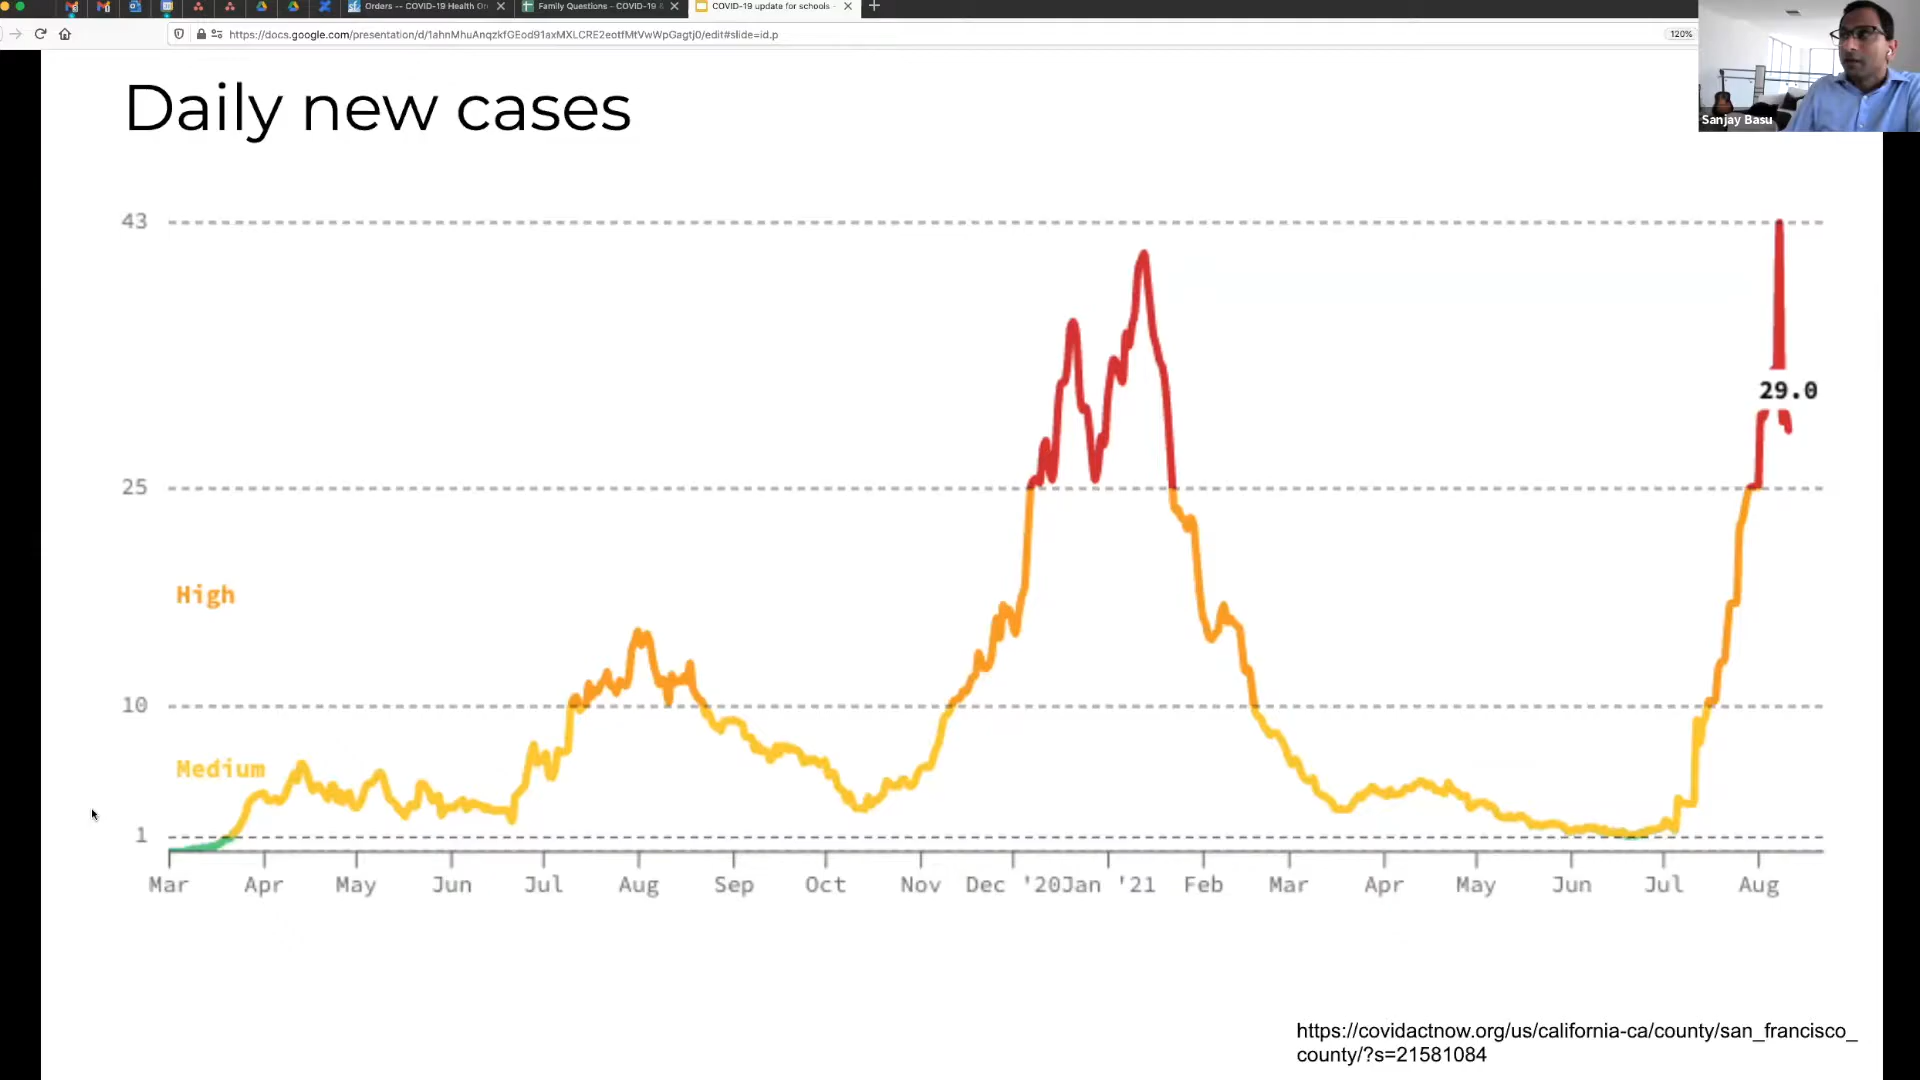 Orders -- COVID-19 Health Or
Family Questions - COVID-19
COVID-19 update for schools -
https://docs.google.com/presentation/d/1ahnMhuAnqzkfGEod91axMXLCRE2eotfMtVwWpGagtj0/edit#slide=id.p
120%
Sanjay Basu
Daily new cases
43
29.0
25
High
10
Medium
1
Mar Apr May Jun Jul Aug Sep Oct Nov Dec '20 Jan '21 Feb Mar Apr May Jun Jul Aug
https://covidactnow.org/us/california-ca/county/san_francisco_
county/?s=21581084